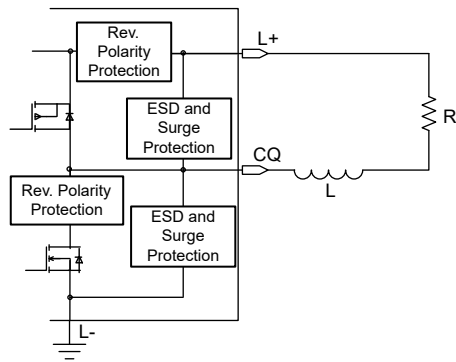 Rev.
Polarity
Protection
L+
ESD and
Surge
Protection
R
CQ
L
Rev. Polarity
Protection
ESD and
Surge
Protection
L-